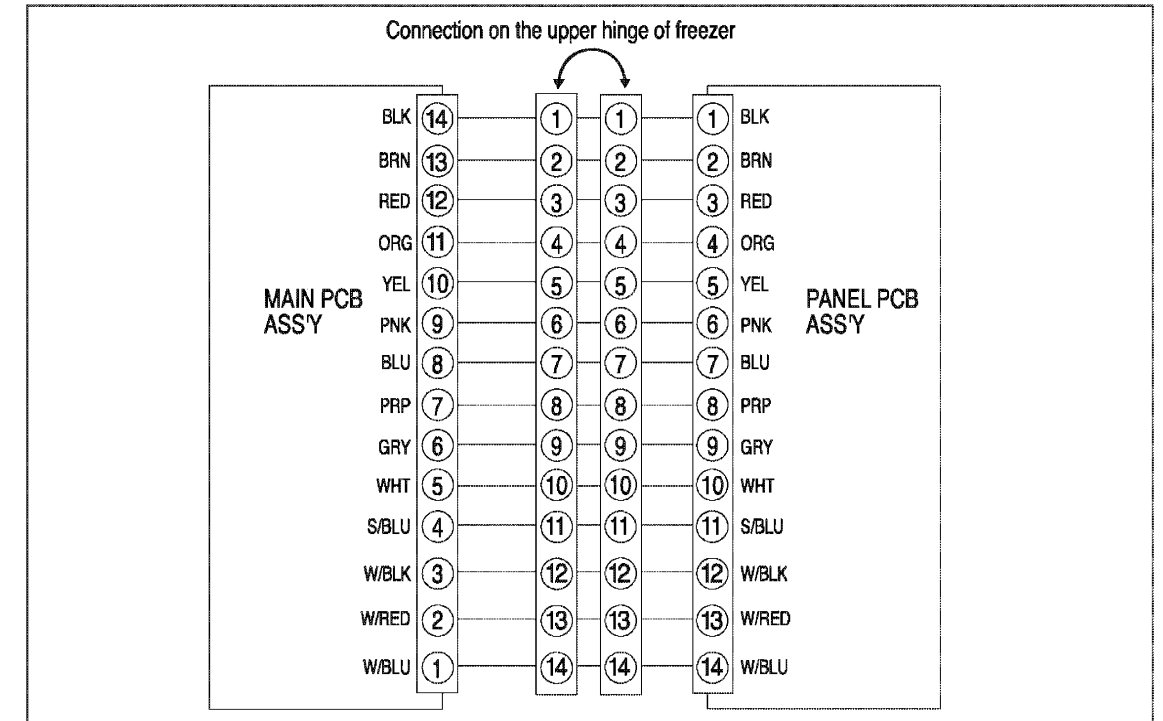 Connection on the upper hinge of freezer
BLK 14 1 1 1 BLK
BRN 13 2 2 2 BRN
RED 12 3 3 3 RED
ORG 11 4 4 4 ORG
YEL 10 5 5 5 YEL
MAIN PCB PANEL PCB
ASS'Y ASS'Y
PNK 9 6 6 6 PNK
BLU 8 7 7 7 BLU
PRP 7 8 8 8 PRP
GRY 6 9 9 9 GRY
WHT 5 10 10 10 WHT
S/BLU 4 11 11 11 S/BLU
W/BLK 3 12 12 12 W/BLK
W/RED 2 13 13 13 W/RED
W/BLU 1 14 14 14 W/BLU